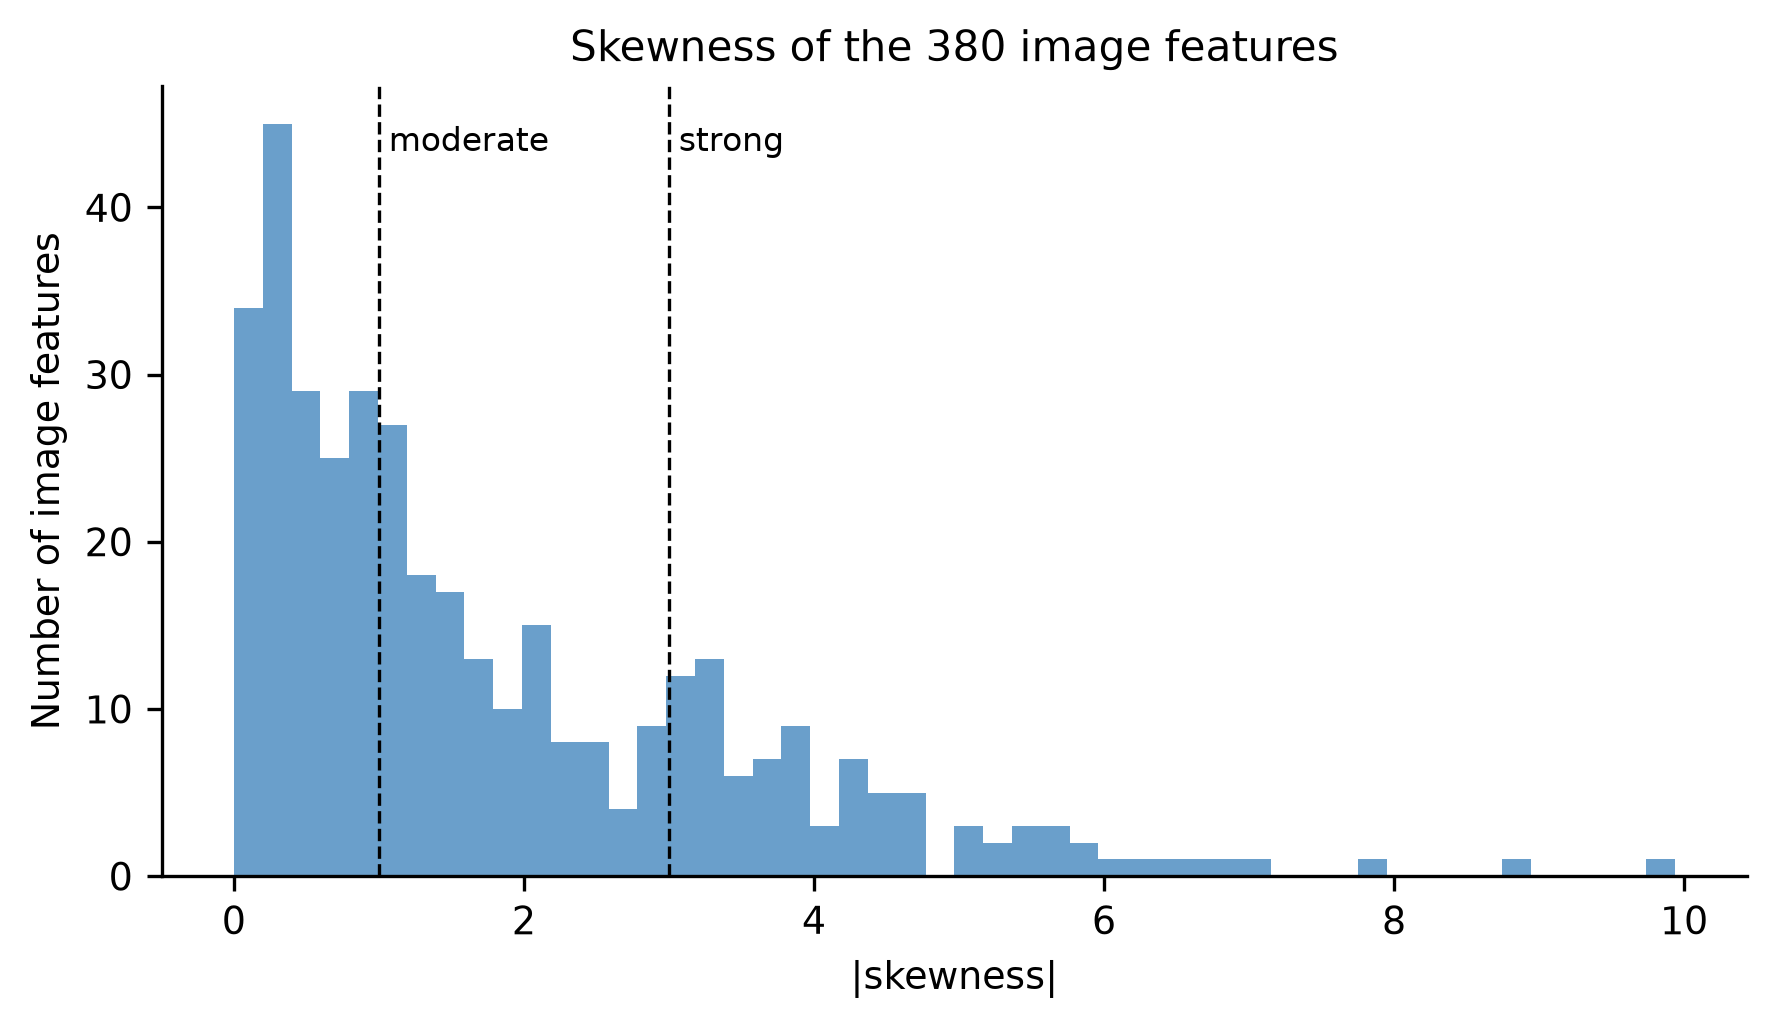 Skewness of the 380 image features
moderate
strong
Number of image features
40
30
20
10
0
0 2 4 6 8 10
|skewness|